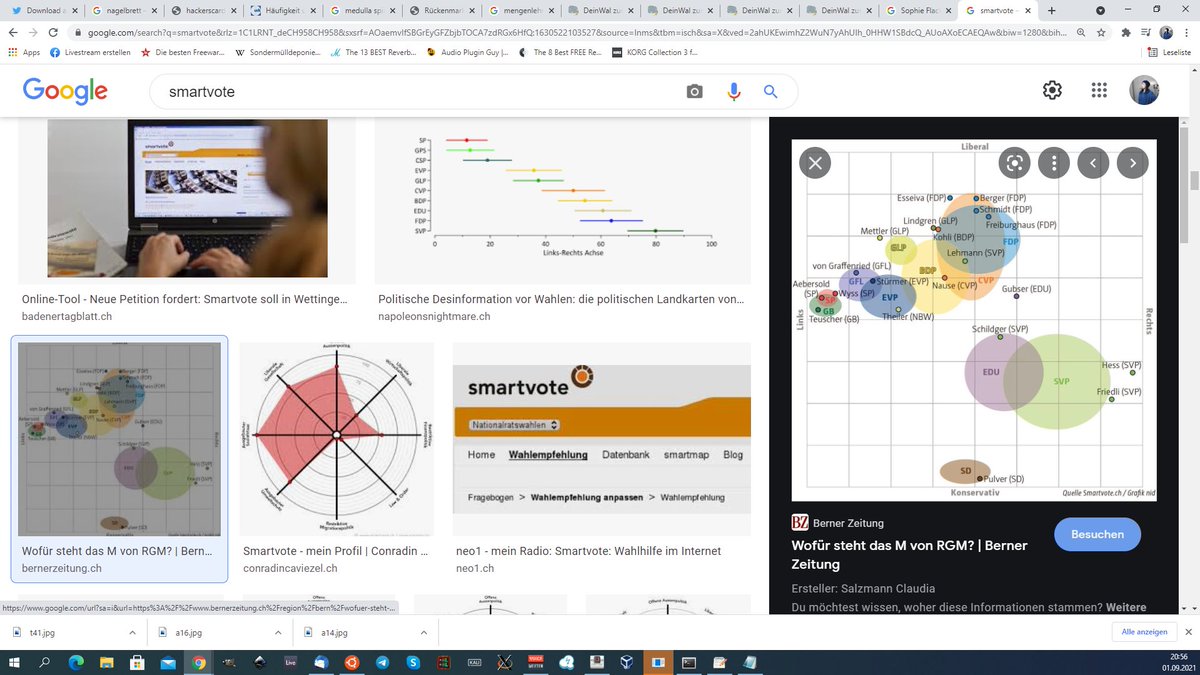 Download a
nagelbrett -
hackerscarc
Häufigkeit v
medulla spi
Rückenmar
mengenlehr
DeinWal zur
DeinWal zur
DeinWal zur
DeinWal zur
Sophie Flac
smartvote -
google.com/search?q=smartvote&rlz=1C1LRNT_deCH958CH958&sxsrf=AOaemvIfSBGrEyGFZbjbTOCA7zdRGx6HfQ:1630522103527&source=lnms&tbm=isch&sa=X&ved=2ahUKEwimhZ2WuN7yAhUIh_0HHW1SBdcQ_AUoAXoECAEQAw&biw=1280&bih...
Apps
Livestream erstellen
Die besten Freewar...
Sondermülldeponie...
The 13 BEST Reverb...
Audio Plugin Guy |...
The 8 Best FREE Re...
KORG Collection 3 f...
Leseliste
Google
smartvote
SP
GPS
CSP
EVP
GLP
CVP
BDP
EDU
FDP
SVP
0 20 40 60 80 100
Links-Rechts Achse
Online-Tool - Neue Petition fordert: Smartvote soll in Wettinge...
badenertagblatt.ch
Politische Desinformation vor Wahlen: die politischen Landkarten von...
napoleonsnightmare.ch
Wofür steht das M von RGM? | Bern...
bernerzeitung.ch
Smartvote - mein Profil | Conradin ...
conradincaviezel.ch
smartvote
Nationalratswahlen
Home Wahlempfehlung Datenbank smartmap Blog
Fragebogen > Wahlempfehlung anpassen > Wahlempfehlung
neo1 - mein Radio: Smartvote: Wahlhilfe im Internet
neo1.ch
Liberal
Esseiva (FDP)
Berger (FDP)
Schmidt (FDP)
Lindgren (GLP)
Freiburghaus (FDP)
Mettler (GLP)
Kohli (BDP)
FDP
GLP
Lehmann (SVP)
von Graffenried (GFL)
BDP
CVP
Aebersold (SP)
GFL
Stürmer (EVP)
Nause (CVP)
Gubser (EDU)
SP
Wyss (SP)
EVP
GB
Teuscher (GB)
Theiler (NBW)
Links
Rechts
Schildger (SVP)
EDU
SVP
Hess (SVP)
Friedli (SVP)
SD
Pulver (SD)
Konservativ
Quelle Smartvote.ch / Grafik nid
BZ Berner Zeitung
Wofür steht das M von RGM? | Berner
Zeitung
Besuchen
Ersteller: Salzmann Claudia
Du möchtest wissen, woher diese Informationen stammen? Weitere
https://www.google.com/url?sa=i&url=https%3A%2F%2Fwww.bernerzeitung.ch%2Fregion%2Fbern%2Fwofuer-steht-...
t41.jpg
a16.jpg
a14.jpg
Alle anzeigen
20:56
01.09.2021